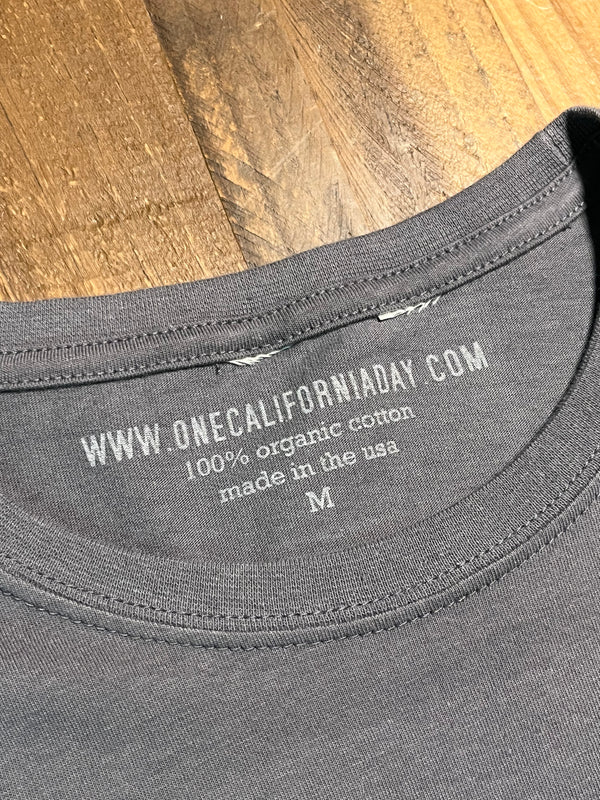 WWW.ONECALIFORNIADAY.COM
100% organic cotton
made in the usa
M